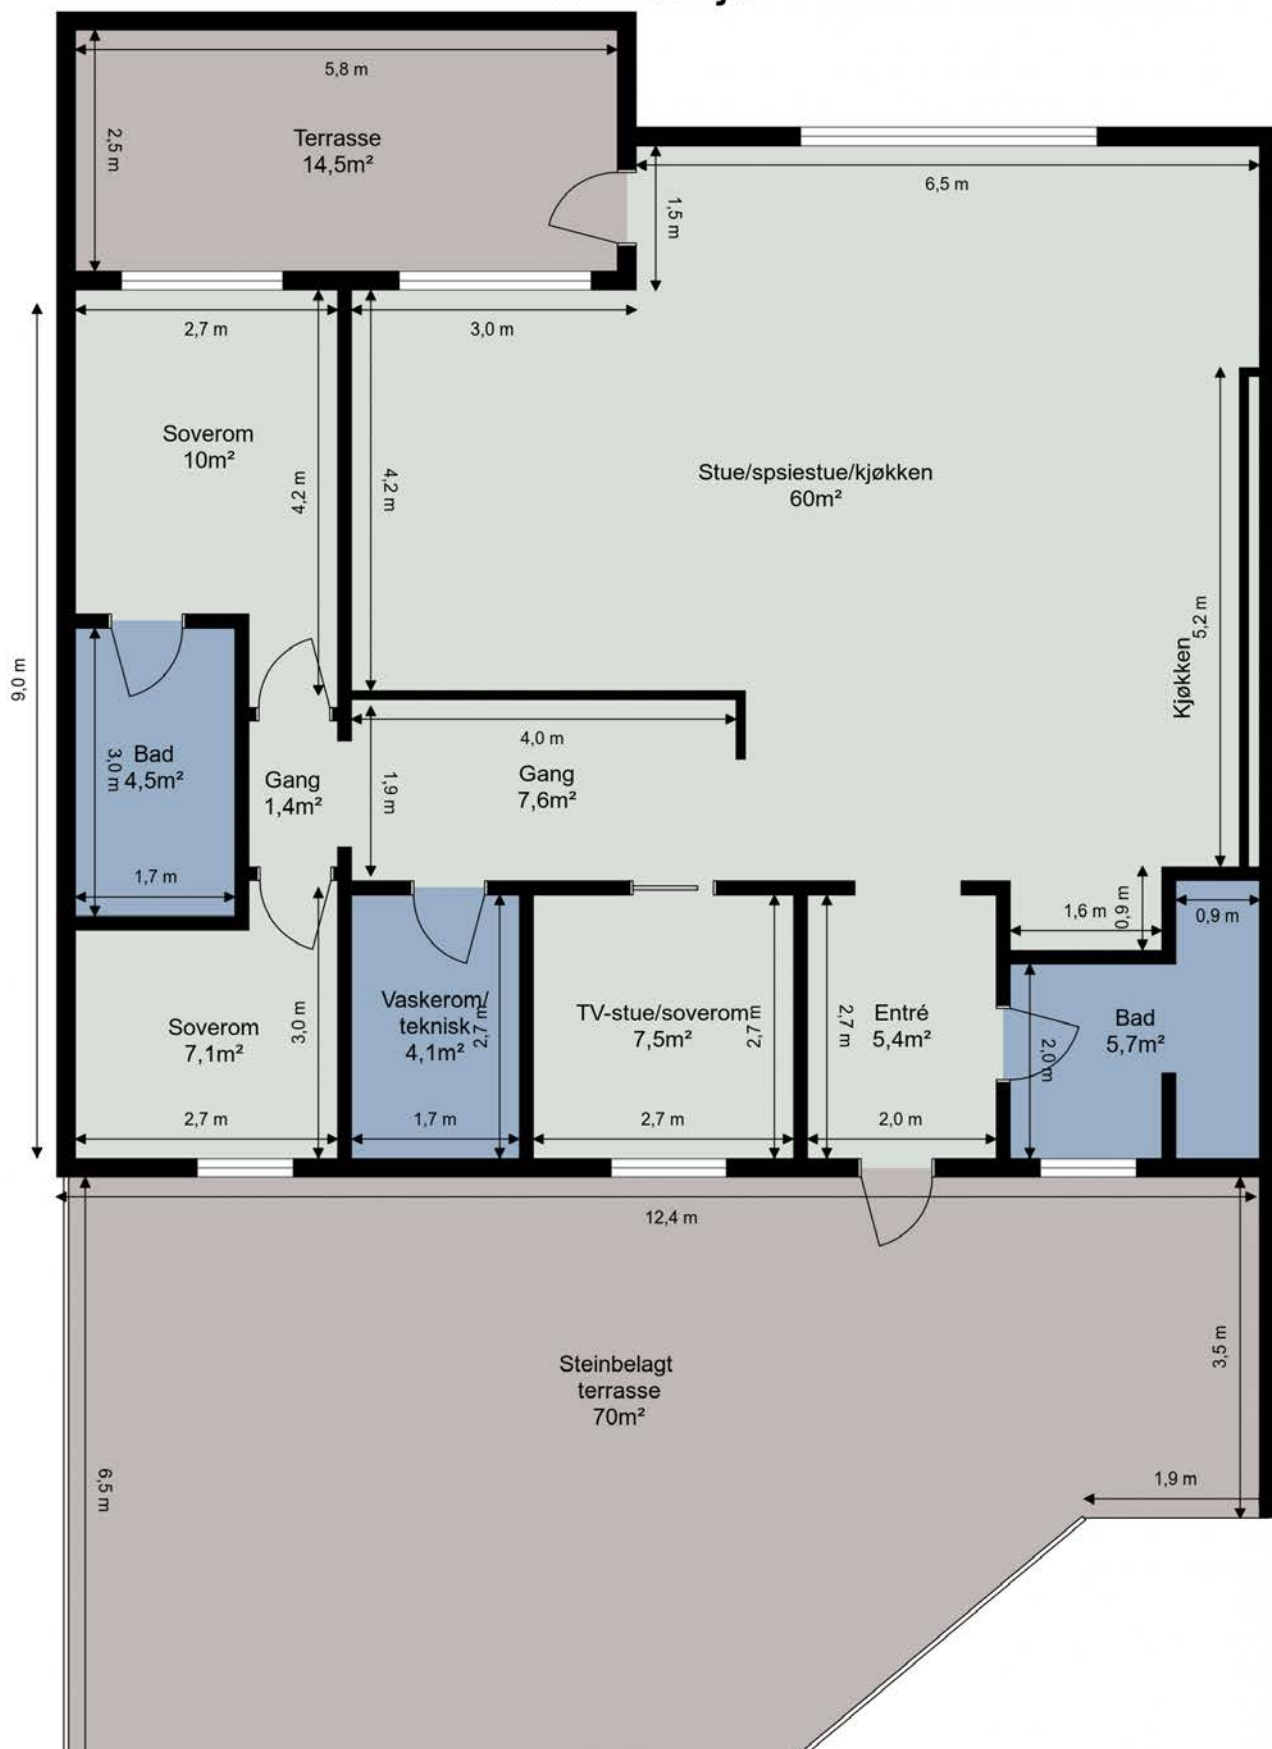 5,8 m
2,5 m
Terrasse
14,5m²
6,5 m
1,5 m
2,7 m
3,0 m
Soverom
10m²
4,2 m
4,2 m
Stue/spsiestue/kjøkken
60m²
9,0 m
Kjøkken
5,2 m
Bad
4,5m²
3,0 m
1,7 m
Gang
1,4m²
4,0 m
Gang
7,6m²
1,9 m
1,6 m
0,9 m
0,9 m
Soverom
7,1m²
3,0 m
2,7 m
Vaskerom/
teknisk
4,1m²
2,7 m
1,7 m
TV-stue/soverom
7,5m²
2,7 m
2,7 m
Entré
5,4m²
2,7 m
2,0 m
Bad
5,7m²
2,0 m
12,4 m
Steinbelagt
terrasse
70m²
3,5 m
1,9 m
6,5 m